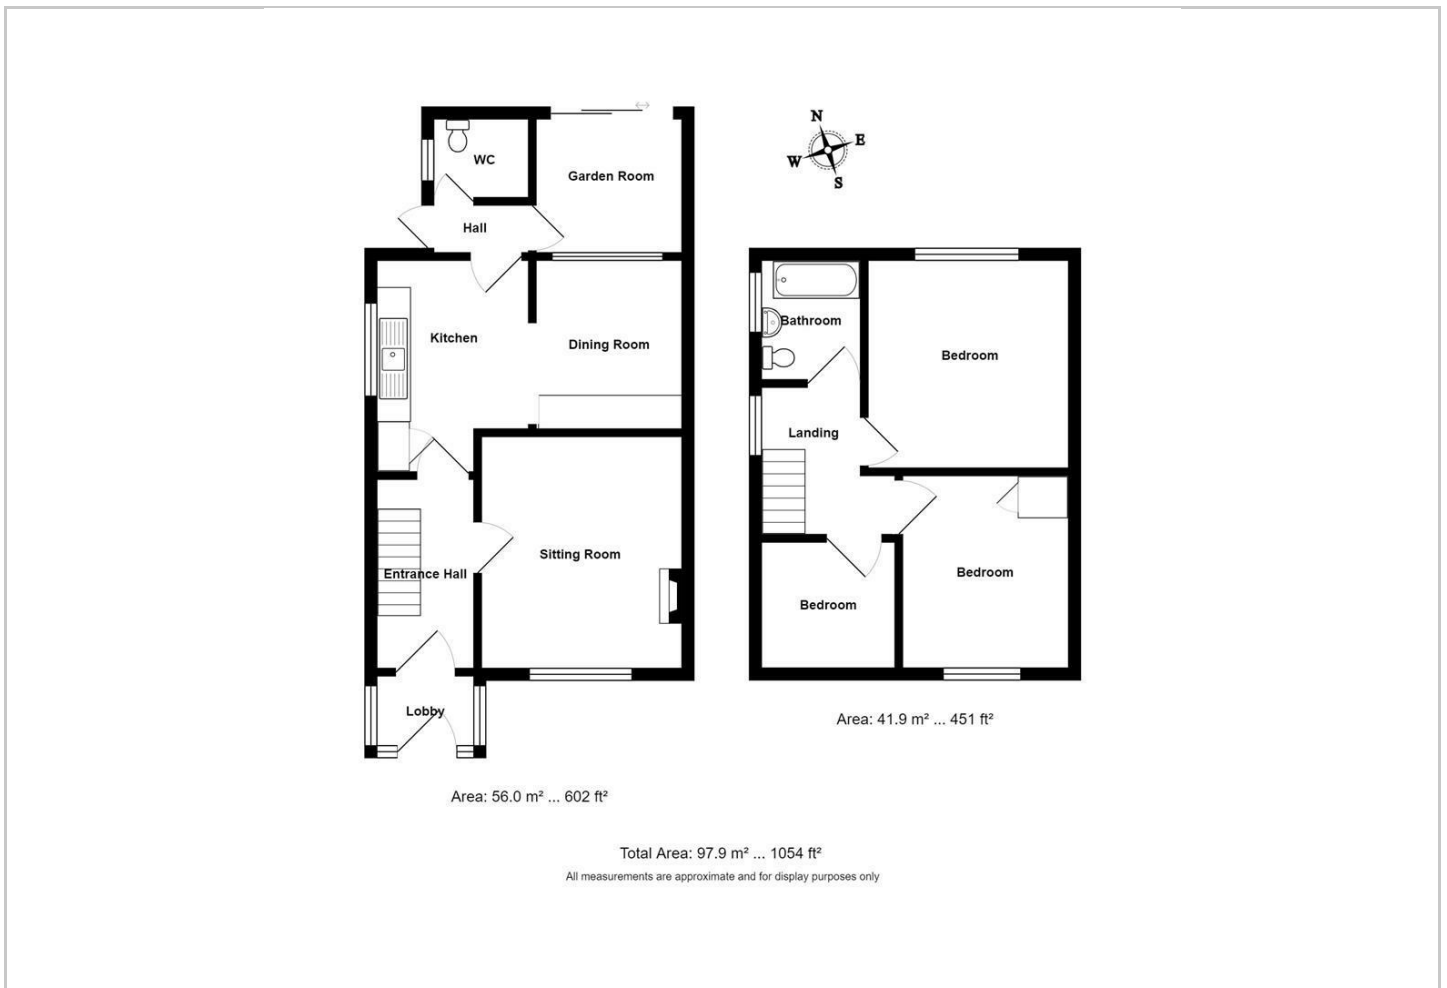 WC
Garden Room
Hall
Kitchen
Dining Room
Sitting Room
Entrance Hall
Lobby
Area: 56.0 m² ... 602 ft²
N
E
W
S
Bathroom
Bedroom
Landing
Bedroom
Bedroom
Area: 41.9 m² ... 451 ft²
Total Area: 97.9 m² ... 1054 ft²
All measurements are approximate and for display purposes only